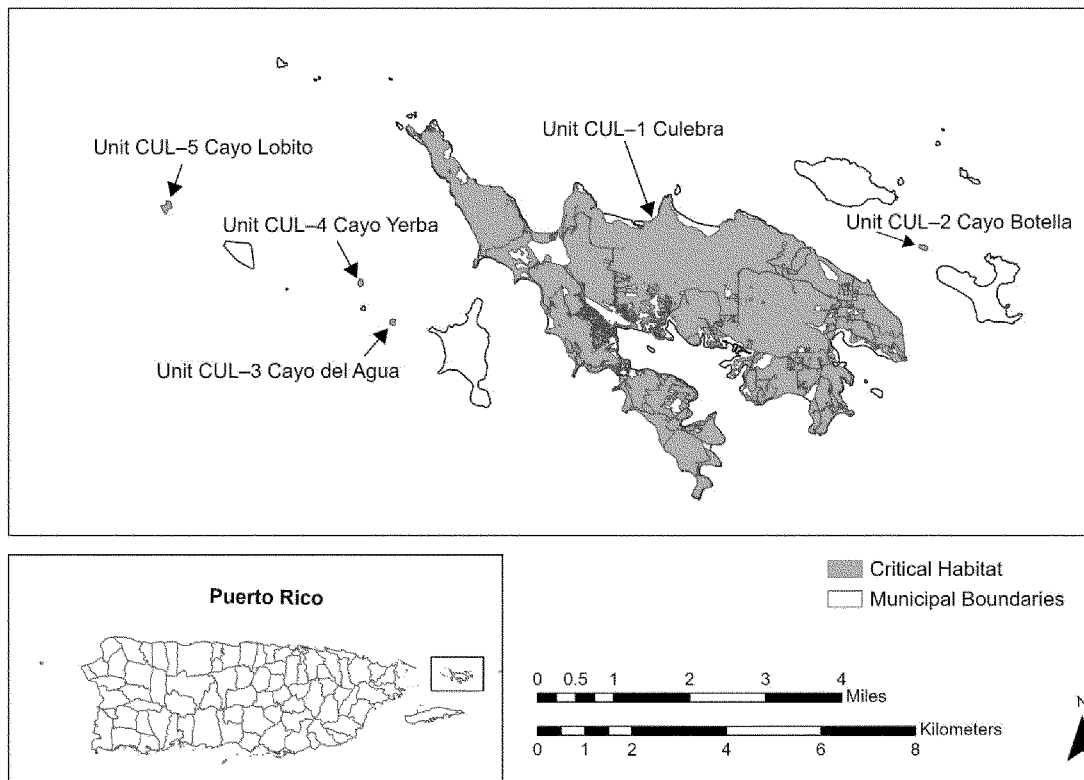 Unit CUL–5 Cayo Lobito
Unit CUL–1 Culebra
Unit CUL–4 Cayo Yerba
Unit CUL–2 Cayo Botella
Unit CUL–3 Cayo del Agua
Puerto Rico
Critical Habitat
Municipal Boundaries
0 0.5 1 2 3 4
Miles
Kilometers
0 1 2 4 6 8
N